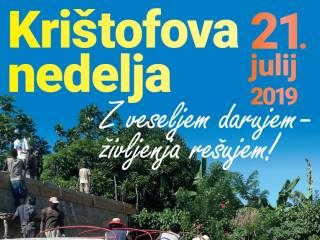 Krištofova
nedelja
21.
julij
2019
Z veseljem darujem -
življenja rešujem!